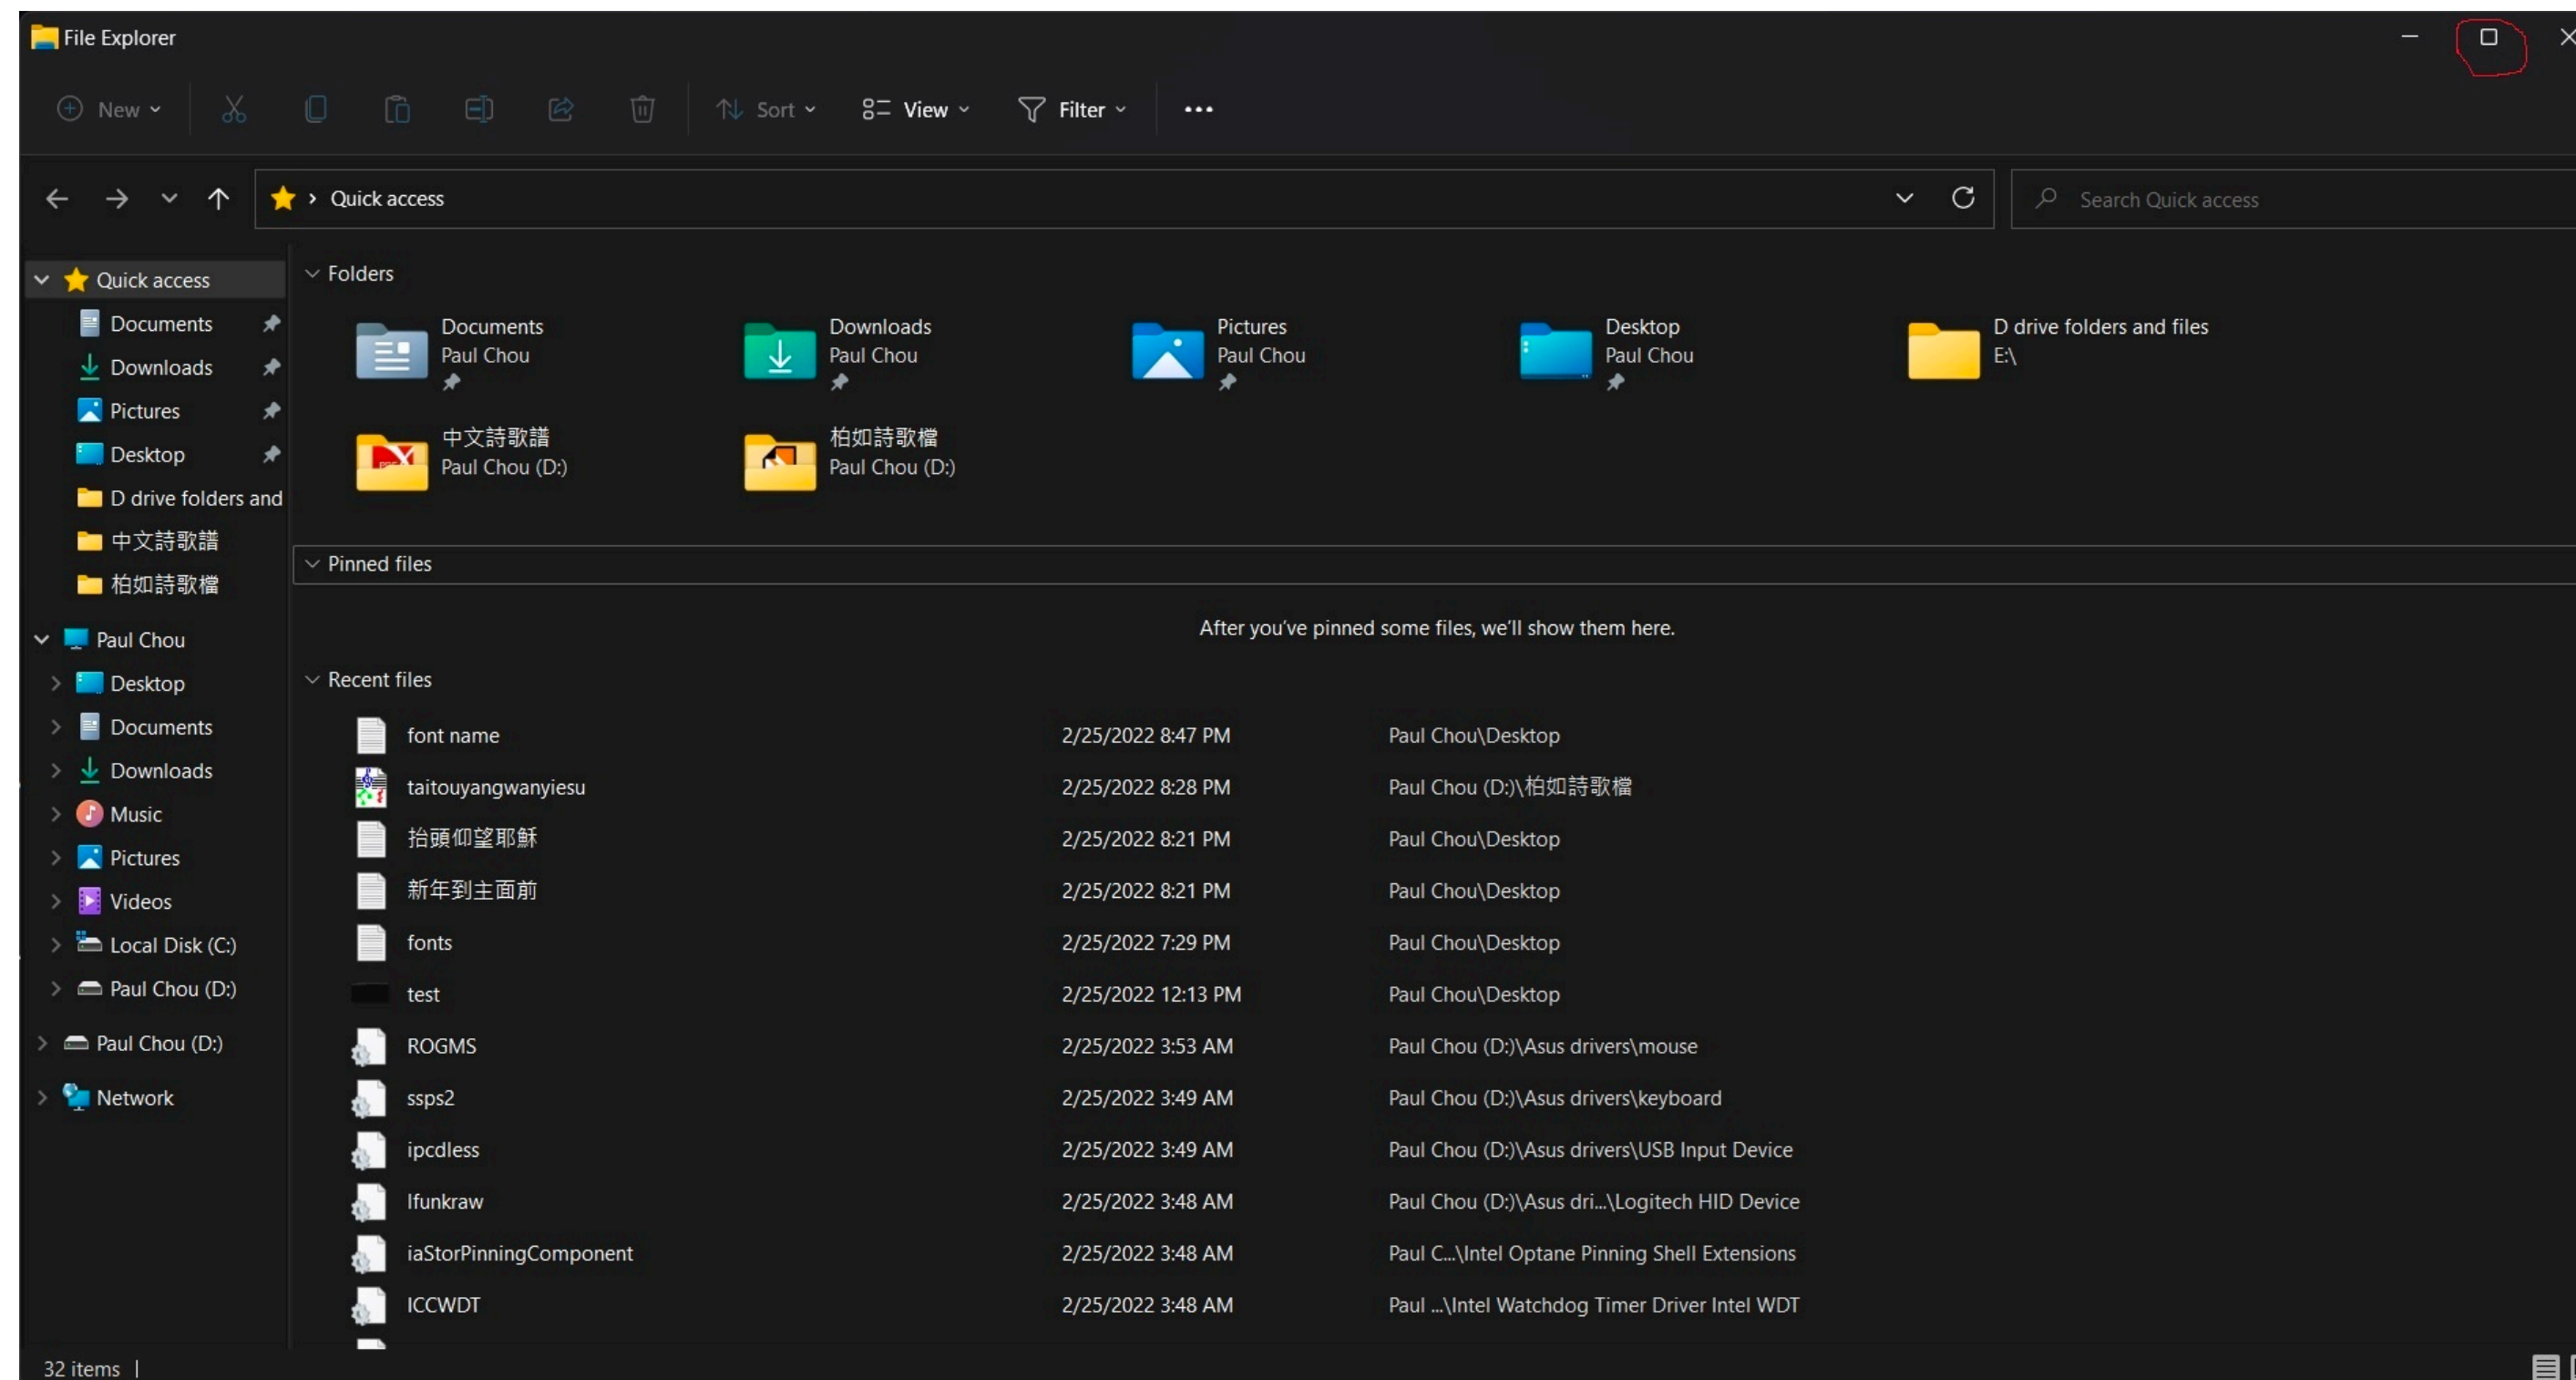 File Explorer
New
Sort
View
Filter
Quick access
Search Quick access
Quick access
Documents
Downloads
Pictures
Desktop
D drive folders and
中文詩歌譜
柏如詩歌檔
Paul Chou
Desktop
Documents
Downloads
Music
Pictures
Videos
Local Disk (C:)
Paul Chou (D:)
Paul Chou (D:)
Network
Folders
Documents
Paul Chou
Downloads
Paul Chou
Pictures
Paul Chou
Desktop
Paul Chou
D drive folders and files
E:\
中文詩歌譜
Paul Chou (D:)
柏如詩歌檔
Paul Chou (D:)
Pinned files
After you've pinned some files, we'll show them here.
Recent files
font name 2/25/2022 8:47 PM Paul Chou\Desktop
taitouyangwanyiesu 2/25/2022 8:28 PM Paul Chou (D:)\柏如詩歌檔
抬頭仰望耶穌 2/25/2022 8:21 PM Paul Chou\Desktop
新年到主面前 2/25/2022 8:21 PM Paul Chou\Desktop
fonts 2/25/2022 7:29 PM Paul Chou\Desktop
test 2/25/2022 12:13 PM Paul Chou\Desktop
ROGMS 2/25/2022 3:53 AM Paul Chou (D:)\Asus drivers\mouse
ssps2 2/25/2022 3:49 AM Paul Chou (D:)\Asus drivers\keyboard
ipcdless 2/25/2022 3:49 AM Paul Chou (D:)\Asus drivers\USB Input Device
lfunkraw 2/25/2022 3:48 AM Paul Chou (D:)\Asus dri...\Logitech HID Device
iaStorPinningComponent 2/25/2022 3:48 AM Paul C...\Intel Optane Pinning Shell Extensions
ICCWDT 2/25/2022 3:48 AM Paul ...\Intel Watchdog Timer Driver Intel WDT
32 items